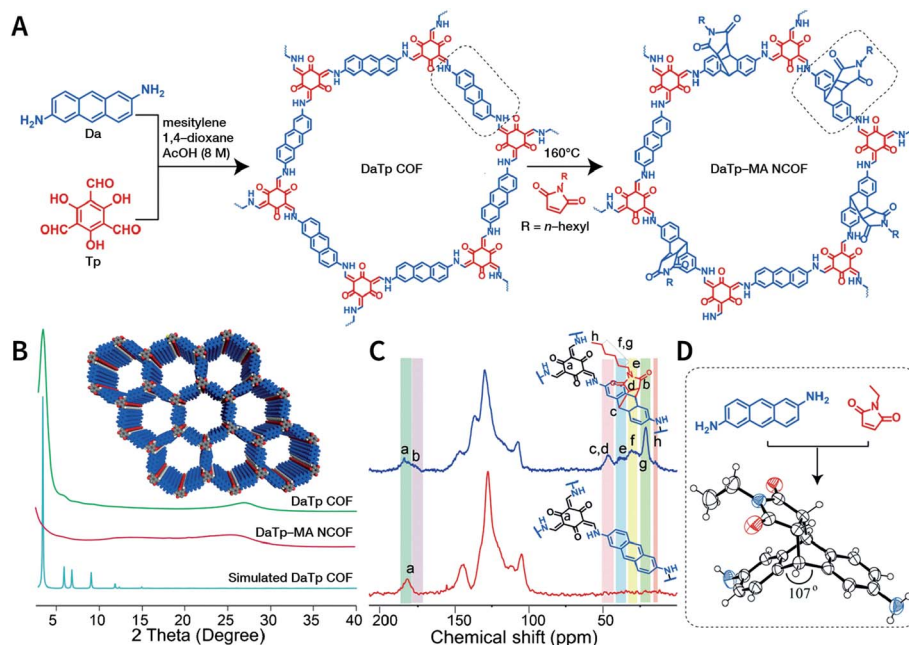 A
NH₂
H₂N
Da
mesitylene
1,4–dioxane
AcOH (8 M)
CHO
HO
OH
OHC
CHO
OH
Tp
DaTp COF
160°C
R
O
N
O
R = n–hexyl
DaTp–MA NCOF
B
DaTp COF
DaTp–MA NCOF
Simulated DaTp COF
5
10
15
20
25
30
35
40
2 Theta (Degree)
C
h
f,g
e
a
d
b
c
a
b
c,d
e
f
g
h
a
a
200
150
100
50
Chemical shift (ppm)
D
NH₂
H₂N
O
N
O
107°